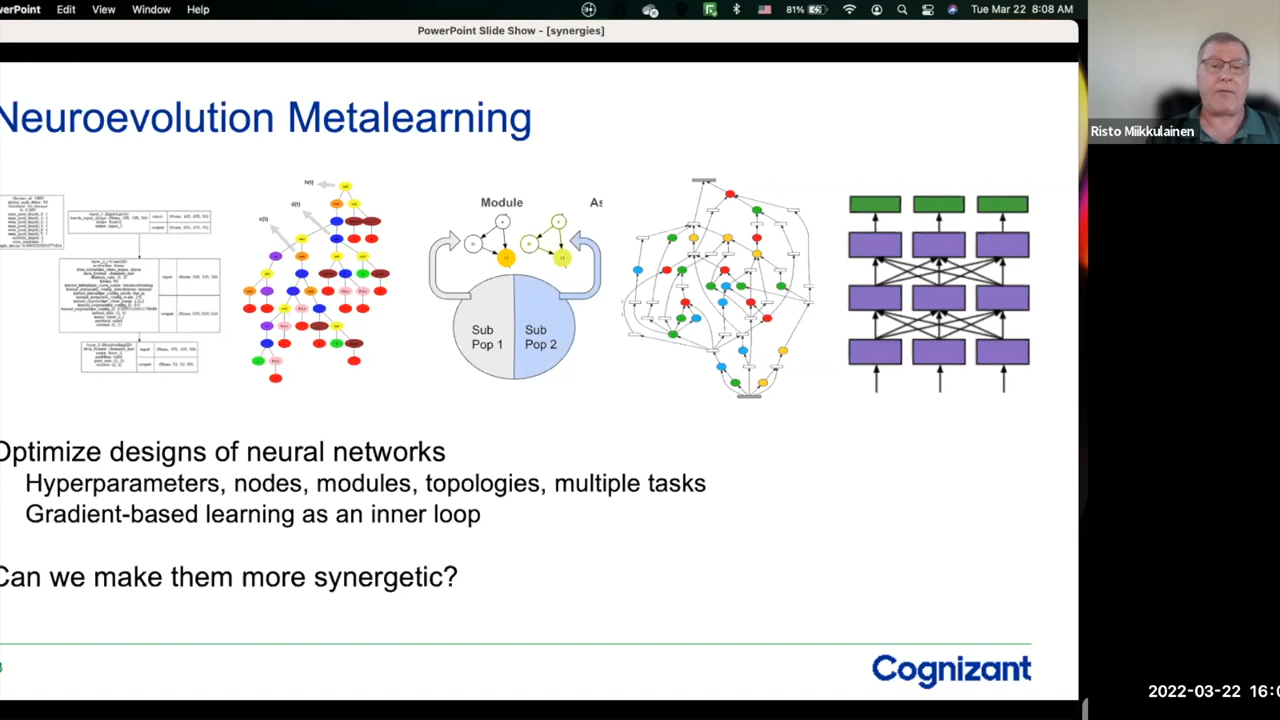 werPoint Edit View Window Help 81% Tue Mar 22 8:08 AM
PowerPoint Slide Show - [synergies]
Neuroevolution Metalearning
Risto Miikkulainen
h(t)
d(t)
c(t)
Module As
Sub Sub
Pop 1 Pop 2
Optimize designs of neural networks
Hyperparameters, nodes, modules, topologies, multiple tasks
Gradient-based learning as an inner loop
Can we make them more synergetic?
Cognizant
2022-03-22 16:0